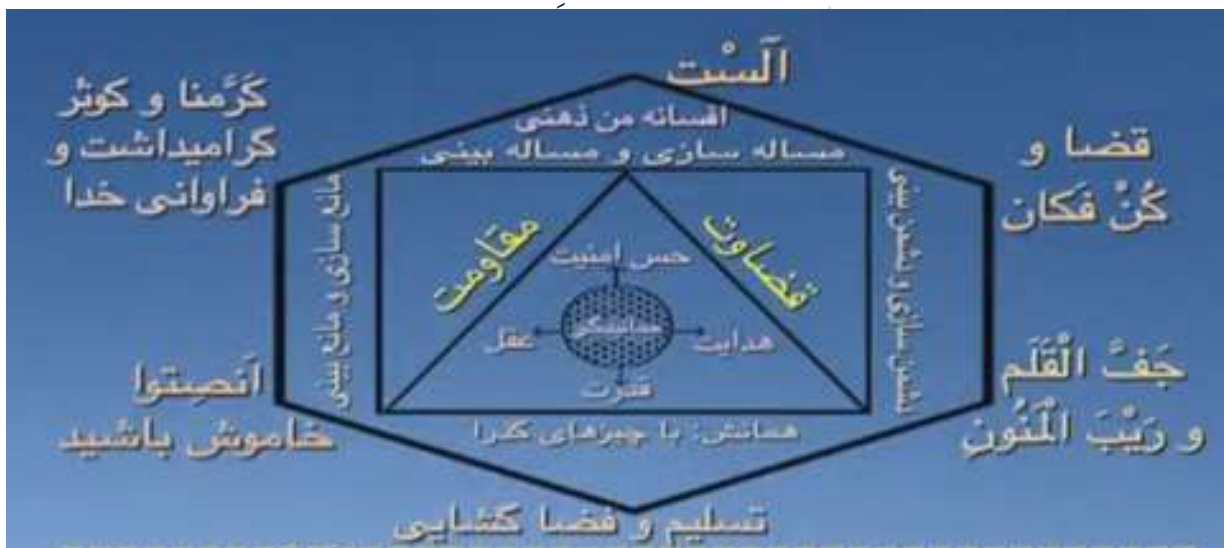 اَلَسْت
کَرَّمنا و کوثر
گرامیداشت و
فراوانی خدا
قضا و
کُنْ فَکان
افسانه من ذهنی
مساله سازی و مساله بینی
مانع سازی و مانع بینی
دشمن سازی و دشمن بینی
مقاومت
قضاوت
حس امنیت
همانیدگی
عقل
هدایت
قدرت
همانش: با چیزهای گذرا
اَنصِتوا
خاموش باشید
جَفَّ الْقَلَم
و رَیْبَ الْمَنُونِ
تسلیم و فضا گشایی